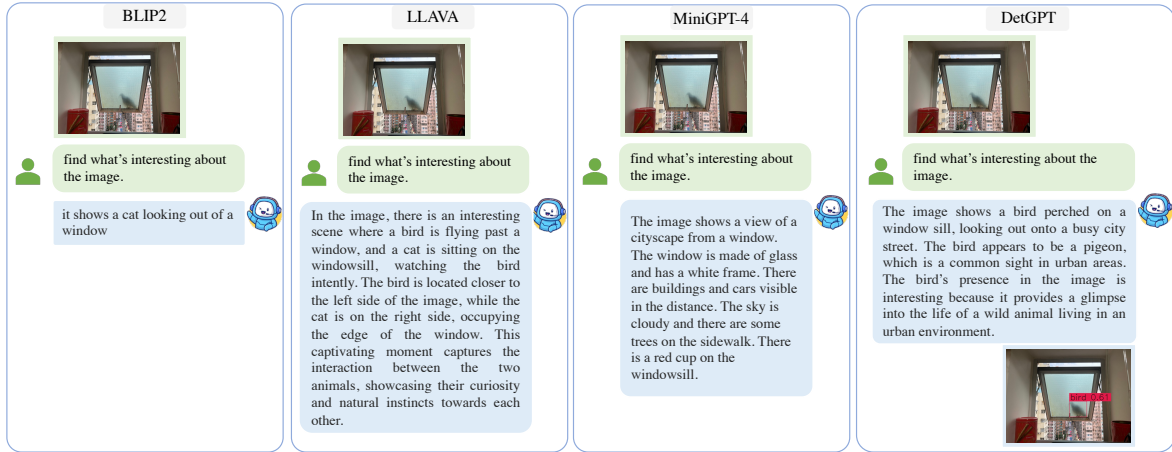 BLIP2
find what's interesting about
the image.
it shows a cat looking out of a
window
LLAVA
find what's interesting about
the image.
In the image, there is an interesting
scene where a bird is flying past a
window, and a cat is sitting on the
windowsill, watching the bird
intently. The bird is located closer to
the left side of the image, while the
cat is on the right side, occupying
the edge of the window. This
captivating moment captures the
interaction between the two
animals, showcasing their curiosity
and natural instincts towards each
other.
MiniGPT-4
find what's interesting about
the image.
The image shows a view of a
cityscape from a window.
The window is made of glass
and has a white frame. There
are buildings and cars visible
in the distance. The sky is
cloudy and there are some
trees on the sidewalk. There
is a red cup on the
windowsill.
DetGPT
find what's interesting about the
image.
The image shows a bird perched on a
window sill, looking out onto a busy city
street. The bird appears to be a pigeon,
which is a common sight in urban areas.
The bird's presence in the image is
interesting because it provides a glimpse
into the life of a wild animal living in an
urban environment.
bird 0.61